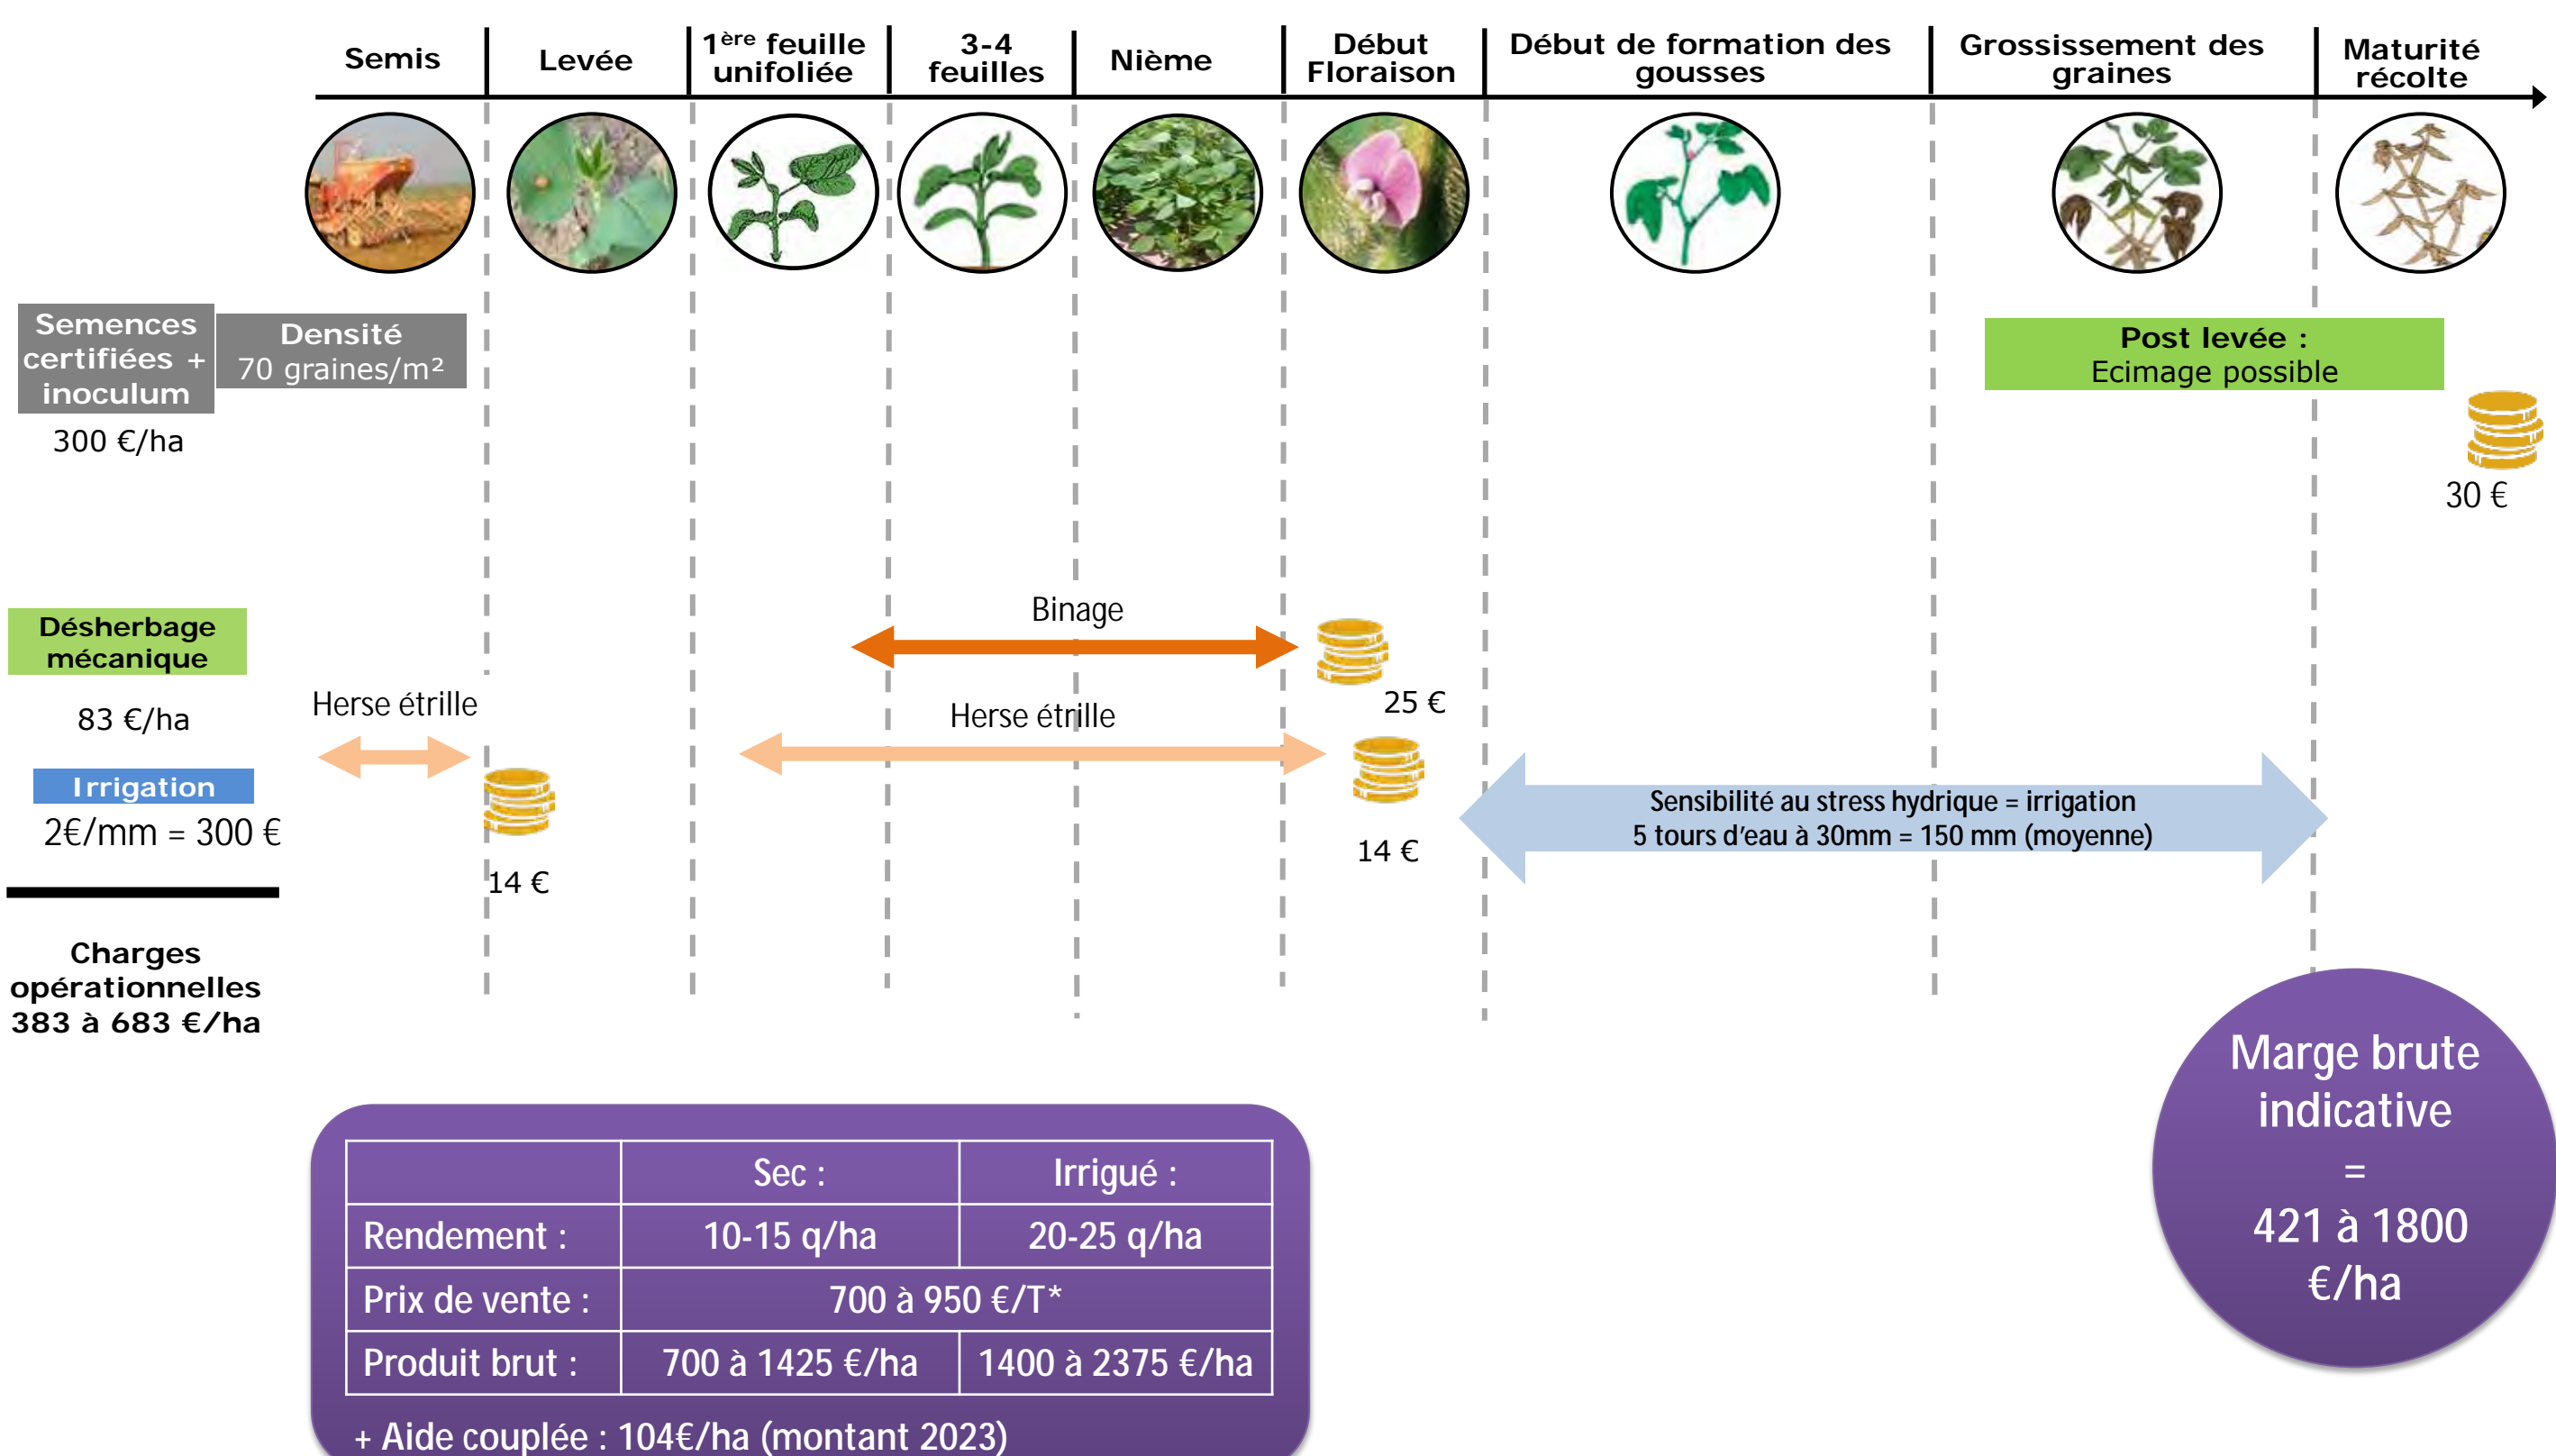 Semis
Levée
1ère feuille
unifoliée
3-4
feuilles
Nième
Début
Floraison
Début de formation des
gousses
Grossissement des
graines
Maturité
récolte
Semences
certifiées +
inoculum
300 €/ha
Densité
70 graines/m²
Post levée :
Ecimage possible
30 €
Désherbage
mécanique
83 €/ha
Binage
25 €
Herse étrille
14 €
Herse étrille
14 €
Irrigation
2€/mm = 300 €
Sensibilité au stress hydrique = irrigation
5 tours d'eau à 30mm = 150 mm (moyenne)
Charges
opérationnelles
383 à 683 €/ha
Sec : Irrigué :
Rendement : 10-15 q/ha 20-25 q/ha
Prix de vente : 700 à 950 €/T*
Produit brut : 700 à 1425 €/ha 1400 à 2375 €/ha
+ Aide couplée : 104€/ha (montant 2023)
Marge brute
indicative
=
421 à 1800
€/ha